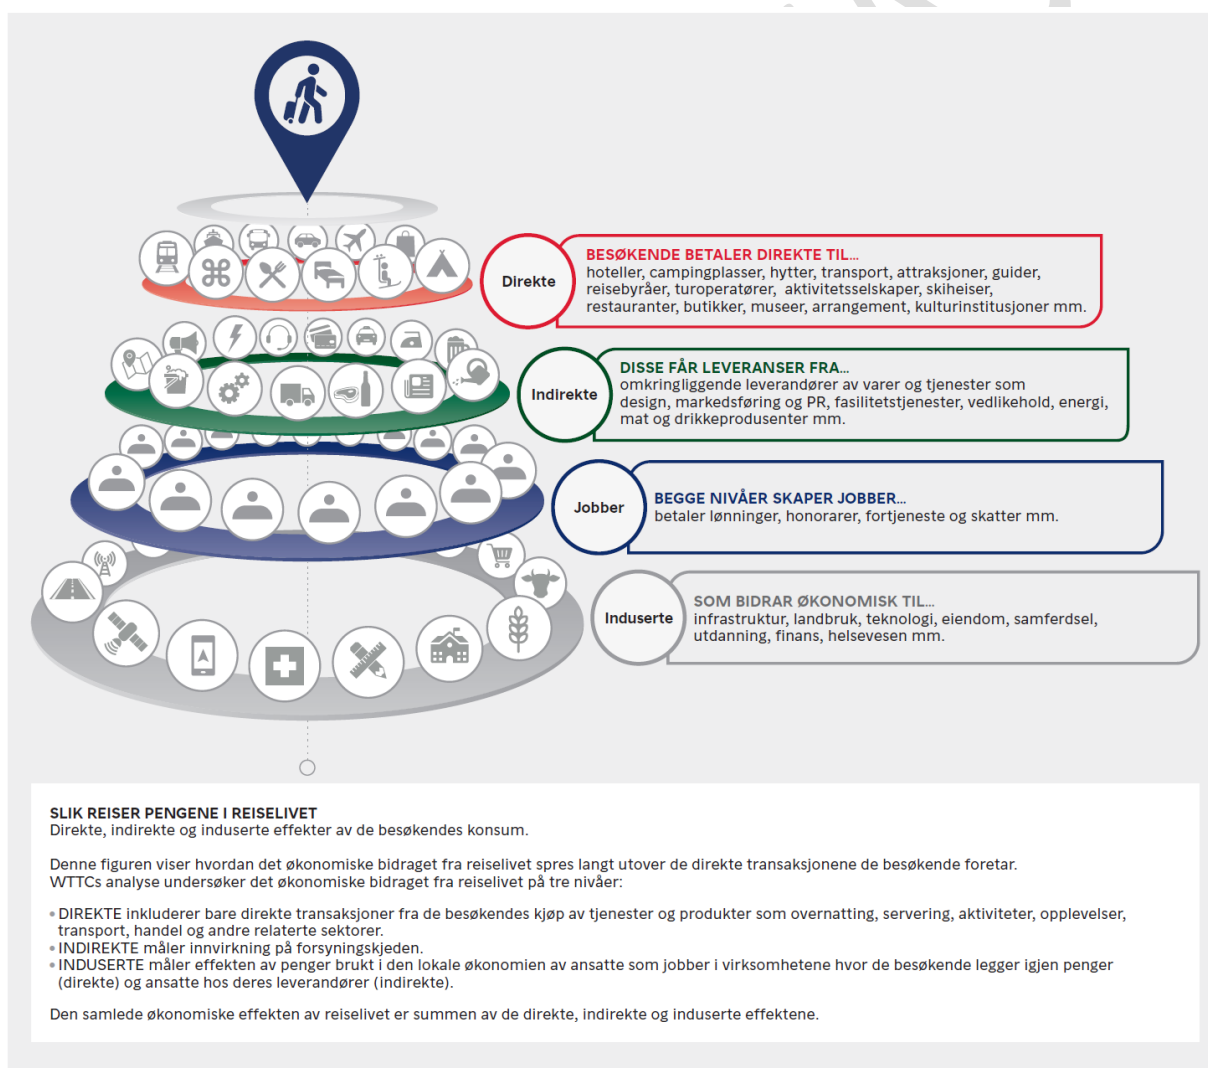 Direkte
BESØKENDE BETALER DIREKTE TIL...
hoteller, campingplasser, hytter, transport, attraksjoner, guider,
reisebyråer, turoperatører, aktivitetsselskaper, skiheiser,
restauranter, butikker, museer, arrangement, kulturinstitusjoner mm.
Indirekte
DISSE FÅR LEVERANSER FRA...
omkringliggende leverandører av varer og tjenester som
design, markedsføring og PR, fasilitetstjenester, vedlikehold, energi,
mat og drikkeprodusenter mm.
Jobber
BEGGE NIVÅER SKAPER JOBBER...
betaler lønninger, honorarer, fortjeneste og skatter mm.
Induserte
SOM BIDRAR ØKONOMISK TIL...
infrastruktur, landbruk, teknologi, eiendom, samferdsel,
utdanning, finans, helsevesen mm.
SLIK REISER PENGENE I REISELIVET
Direkte, indirekte og induserte effekter av de besøkendes konsum.
Denne figuren viser hvordan det økonomiske bidraget fra reiselivet spres langt utover de direkte transaksjonene de besøkende foretar.
WTTCs analyse undersøker det økonomiske bidraget fra reiselivet på tre nivåer:
• DIREKTE inkluderer bare direkte transaksjoner fra de besøkendes kjøp av tjenester og produkter som overnatting, servering, aktiviteter, opplevelser,
transport, handel og andre relaterte sektorer.
• INDIREKTE måler innvirkning på forsyningskjeden.
• INDUSERTE måler effekten av penger brukt i den lokale økonomien av ansatte som jobber i virksomhetene hvor de besøkende legger igjen penger
(direkte) og ansatte hos deres leverandører (indirekte).
Den samlede økonomiske effekten av reiselivet er summen av de direkte, indirekte og induserte effektene.